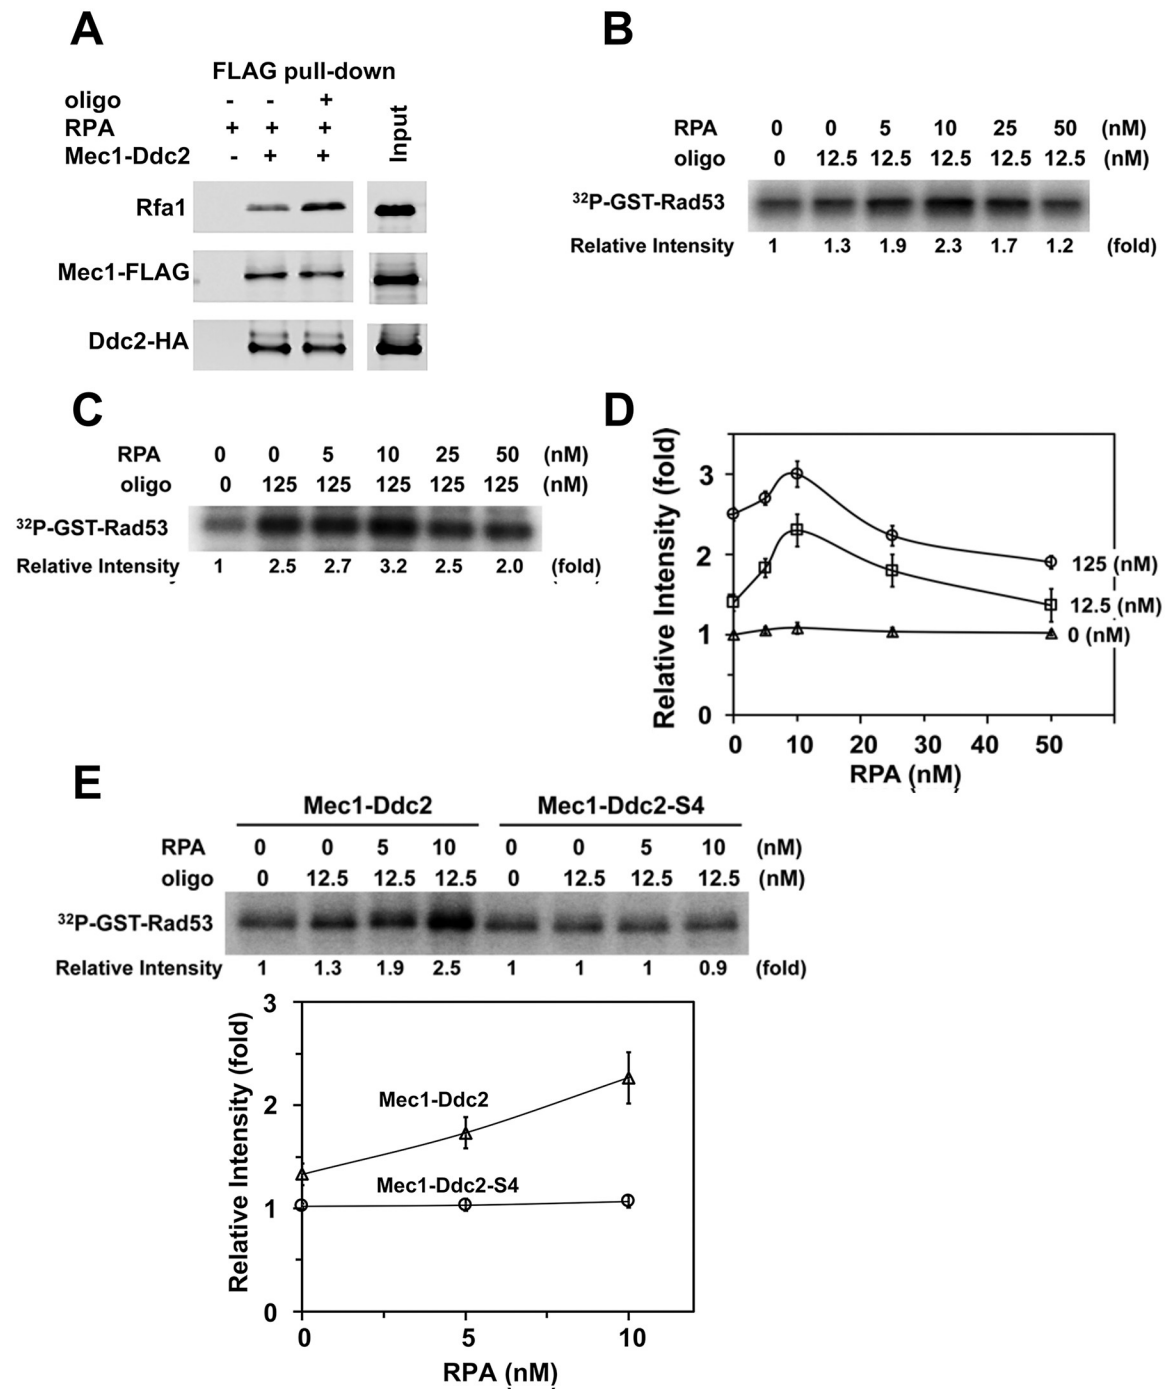 A
FLAG pull-down
oligo - - +
RPA + + +
Mec1-Ddc2 - + +
Input
Rfa1
Mec1-FLAG
Ddc2-HA
B
RPA 0 0 5 10 25 50 (nM)
oligo 0 12.5 12.5 12.5 12.5 12.5 (nM)
32P-GST-Rad53
Relative Intensity 1 1.3 1.9 2.3 1.7 1.2 (fold)
C
RPA 0 0 5 10 25 50 (nM)
oligo 0 125 125 125 125 125 (nM)
32P-GST-Rad53
Relative Intensity 1 2.5 2.7 3.2 2.5 2.0 (fold)
D
Relative Intensity (fold)
3
2
1
0
125 (nM)
12.5 (nM)
0 (nM)
0 10 20 30 40 50
RPA (nM)
E
Mec1-Ddc2 Mec1-Ddc2-S4
RPA 0 0 5 10 0 0 5 10 (nM)
oligo 0 12.5 12.5 12.5 0 12.5 12.5 12.5 (nM)
32P-GST-Rad53
Relative Intensity 1 1.3 1.9 2.5 1 1 1 0.9 (fold)
Relative Intensity (fold)
3
2
1
0
Mec1-Ddc2
Mec1-Ddc2-S4
0 5 10
RPA (nM)